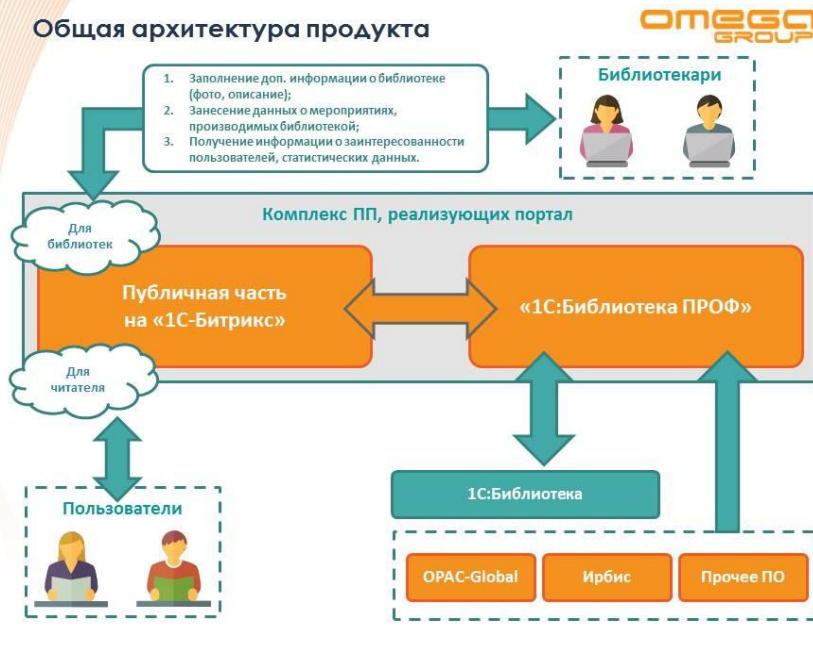 Общая архитектура продукта
OMEGA
GROUP
1. Заполнение доп. информации о библиотеке
(фото, описание);
2. Занесение данных о мероприятиях,
производимых библиотекой;
3. Получение информации о заинтересованности
пользователей, статистических данных.
Библиотекари
Комплекс ПП, реализующих портал
Для
библиотек
Публичная часть
на «1С-Битрикс»
«1С:Библиотека ПРОФ»
Для
читателя
Пользователи
1С:Библиотека
OPAC-Global
Ирбис
Прочее ПО